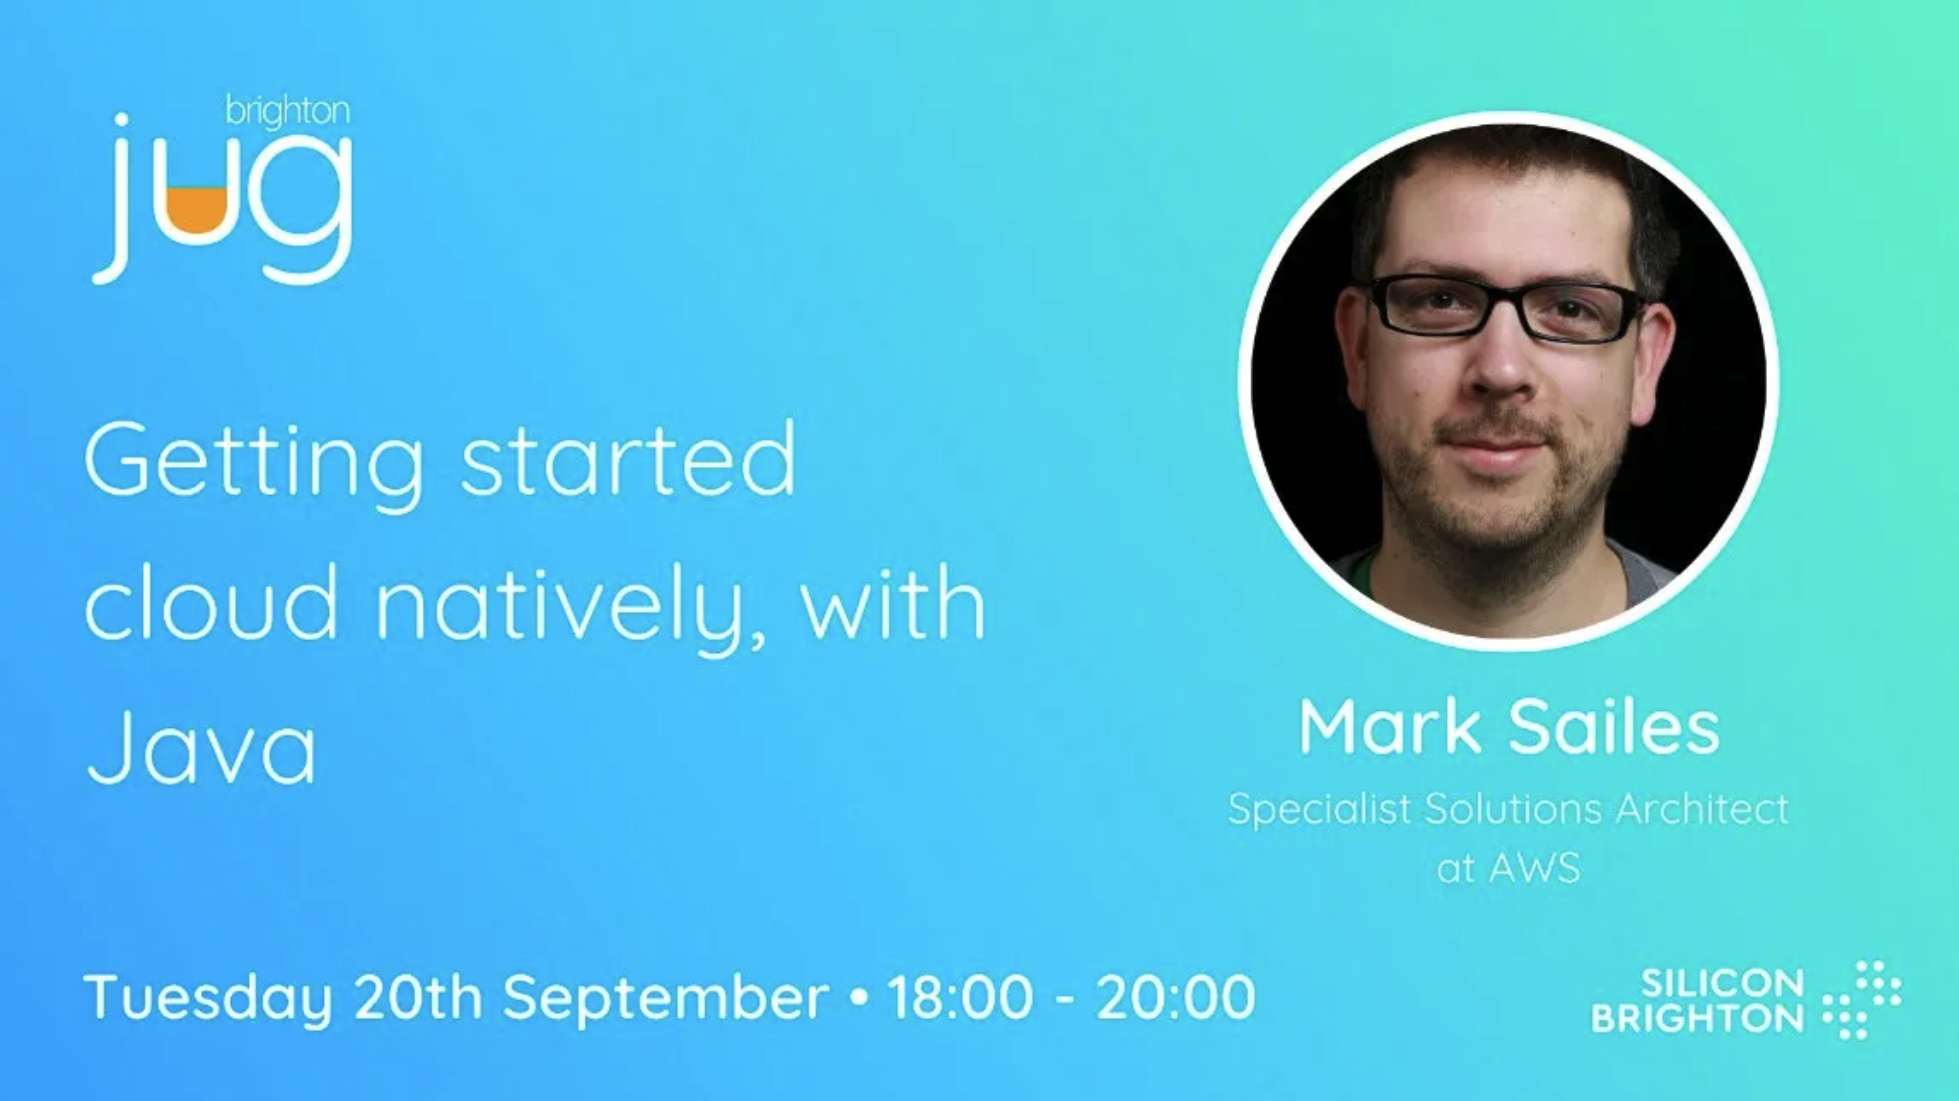 brighton
jug
Getting started
cloud natively, with
Java
Mark Sailes
Specialist Solutions Architect
at AWS
Tuesday 20th September • 18:00 - 20:00
SILICON
BRIGHTON